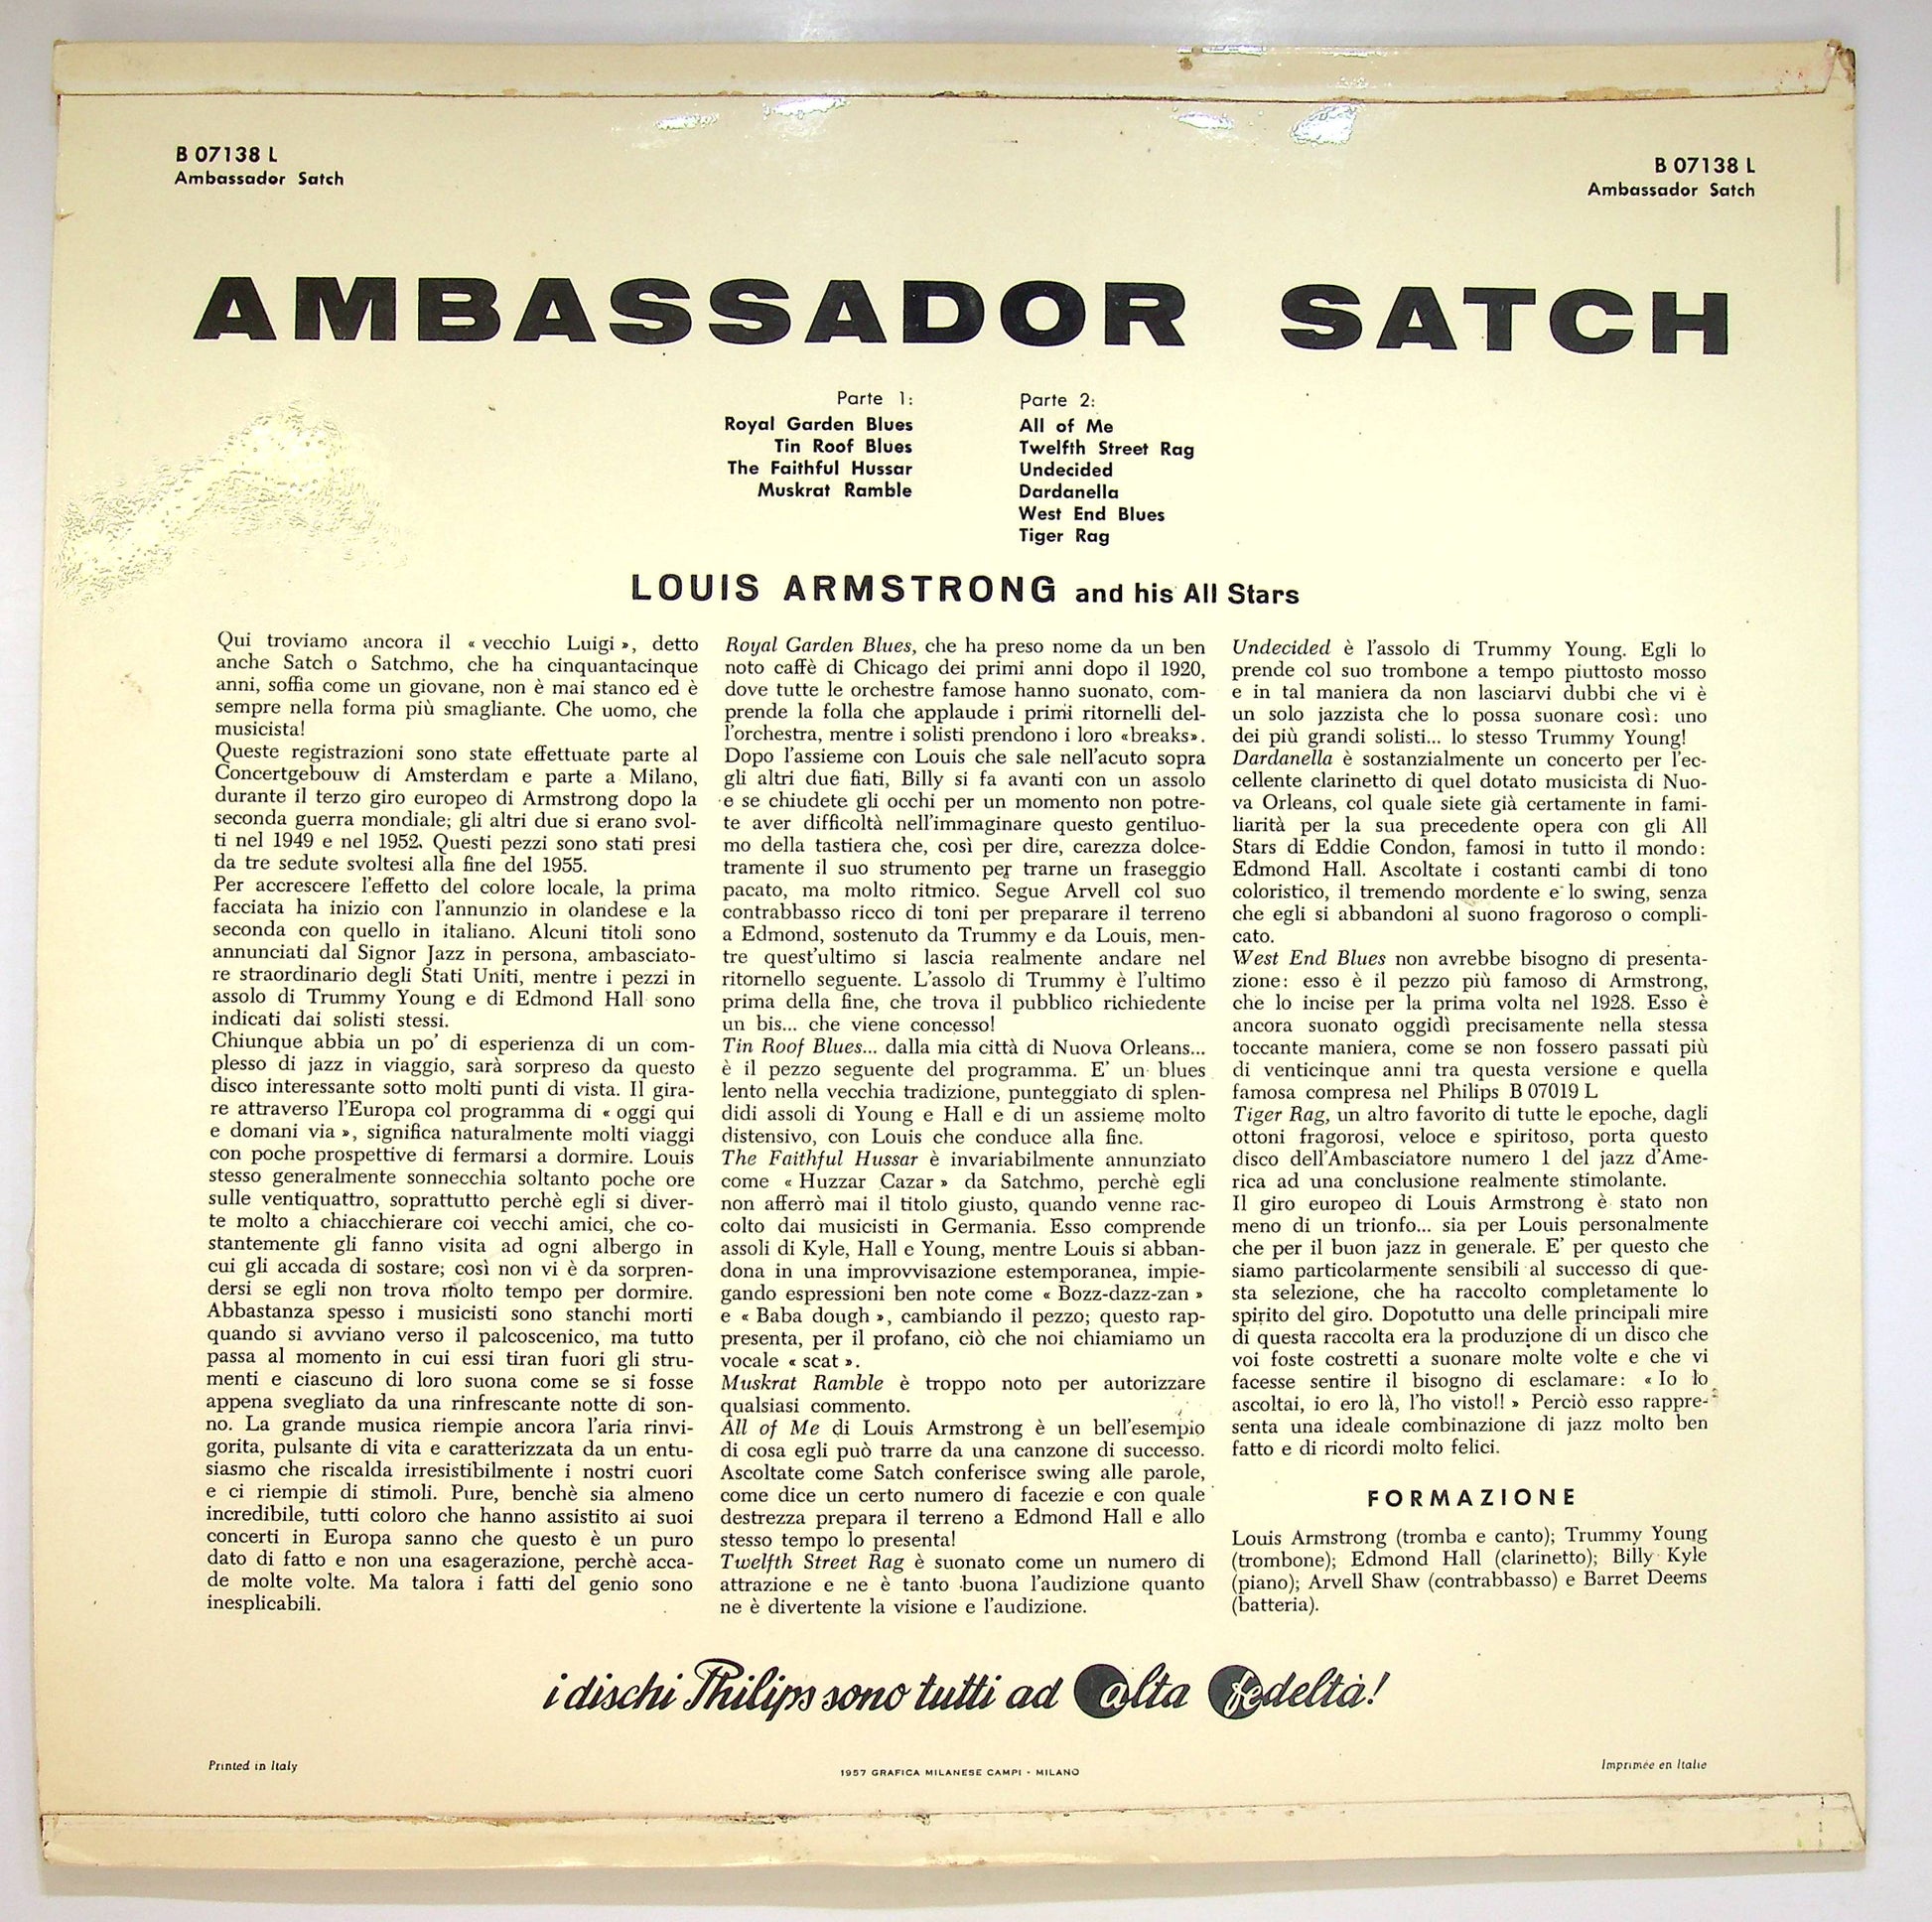 B 07138 L
Ambassador Satch
B 07138 L
Ambassador Satch
AMBASSADOR SATCH
Parte 1:
Royal Garden Blues
Tin Roof Blues
The Faithful Hussar
Muskrat Ramble
Parte 2:
All of Me
Twelfth Street Rag
Undecided
Dardanella
West End Blues
Tiger Rag
LOUIS ARMSTRONG and his All Stars
Qui troviamo ancora il « vecchio Luigi », detto
anche Satch o Satchmo, che ha cinquantacinque
anni, soffia come un giovane, non è mai stanco ed è
sempre nella forma più smagliante. Che uomo, che
musicista!
Queste registrazioni sono state effettuate parte al
Concertgebouw di Amsterdam e parte a Milano,
durante il terzo giro europeo di Armstrong dopo la
seconda guerra mondiale; gli altri due si erano svol-
ti nel 1949 e nel 1952. Questi pezzi sono stati presi
da tre sedute svoltesi alla fine del 1955.
Per accrescere l'effetto del colore locale, la prima
facciata ha inizio con l'annunzio in olandese e la
seconda con quello in italiano. Alcuni titoli sono
annunciati dal Signor Jazz in persona, ambasciato-
re straordinario degli Stati Uniti, mentre i pezzi in
assolo di Trummy Young e di Edmond Hall sono
indicati dai solisti stessi.
Chiunque abbia un po' di esperienza di un com-
plesso di jazz in viaggio, sarà sorpreso da questo
disco interessante sotto molti punti di vista. Il gira-
re attraverso l'Europa col programma di « oggi qui
e domani via », significa naturalmente molti viaggi
con poche prospettive di fermarsi a dormire. Louis
stesso generalmente sonnecchia soltanto poche ore
sulle ventiquattro, soprattutto perchè egli si diver-
te molto a chiacchierare coi vecchi amici, che co-
stantemente gli fanno visita ad ogni albergo in
cui gli accada di sostare; così non vi è da sorpren-
dersi se egli non trova molto tempo per dormire.
Abbastanza spesso i musicisti sono stanchi morti
quando si avviano verso il palcoscenico, ma tutto
passa al momento in cui essi tiran fuori gli stru-
menti e ciascuno di loro suona come se si fosse
appena svegliato da una rinfrescante notte di son-
no. La grande musica riempie ancora l'aria rinvi-
gorita, pulsante di vita e caratterizzata da un entu-
siasmo che riscalda irresistibilmente i nostri cuori
e ci riempie di stimoli. Pure, benchè sia almeno
incredibile, tutti coloro che hanno assistito ai suoi
concerti in Europa sanno che questo è un puro
dato di fatto e non una esagerazione, perchè acca-
de molte volte. Ma talora i fatti del genio sono
inesplicabili.
Royal Garden Blues, che ha preso nome da un ben
noto caffè di Chicago dei primi anni dopo il 1920,
dove tutte le orchestre famose hanno suonato, com-
prende la folla che applaude i primi ritornelli del-
l'orchestra, mentre i solisti prendono i loro «breaks».
Dopo l'assieme con Louis che sale nell'acuto sopra
gli altri due fiati, Billy si fa avanti con un assolo
e se chiudete gli occhi per un momento non potre-
te aver difficoltà nell'immaginare questo gentiluo-
mo della tastiera che, così per dire, carezza dolce-
tramente il suo strumento per trarne un fraseggio
pacato, ma molto ritmico. Segue Arvell col suo
contrabbasso ricco di toni per preparare il terreno
a Edmond, sostenuto da Trummy e da Louis, men-
tre quest'ultimo si lascia realmente andare nel
ritornello seguente. L'assolo di Trummy è l'ultimo
prima della fine, che trova il pubblico richiedente
un bis... che viene concesso!
Tin Roof Blues... dalla mia città di Nuova Orleans...
è il pezzo seguente del programma. E' un blues
lento nella vecchia tradizione, punteggiato di splen-
didi assoli di Young e Hall e di un assieme molto
distensivo, con Louis che conduce alla fine.
The Faithful Hussar è invariabilmente annunziato
come « Huzzar Cazar » da Satchmo, perchè egli
non afferrò mai il titolo giusto, quando venne rac-
colto dai musicisti in Germania. Esso comprende
assoli di Kyle, Hall e Young, mentre Louis si abban-
dona in una improvvisazione estemporanea, impie-
gando espressioni ben note come « Bozz-dazz-zan »
e « Baba dough », cambiando il pezzo; questo rap-
presenta, per il profano, ciò che noi chiamiamo un
vocale « scat ».
Muskrat Ramble è troppo noto per autorizzare
qualsiasi commento.
All of Me di Louis Armstrong è un bell'esempio
di cosa egli può trarre da una canzone di successo.
Ascoltate come Satch conferisce swing alle parole,
come dice un certo numero di facezie e con quale
destrezza prepara il terreno a Edmond Hall e allo
stesso tempo lo presenta!
Twelfth Street Rag è suonato come un numero di
attrazione e ne è tanto buona l'audizione quanto
ne è divertente la visione e l'audizione.
Undecided è l'assolo di Trummy Young. Egli lo
prende col suo trombone a tempo piuttosto mosso
e in tal maniera da non lasciarvi dubbi che vi è
un solo jazzista che lo possa suonare così: uno
dei più grandi solisti... lo stesso Trummy Young!
Dardanella è sostanzialmente un concerto per l'ec-
cellente clarinetto di quel dotato musicista di Nuo-
va Orleans, col quale siete già certamente in fami-
liarità per la sua precedente opera con gli All
Stars di Eddie Condon, famosi in tutto il mondo:
Edmond Hall. Ascoltate i costanti cambi di tono
coloristico, il tremendo mordente e lo swing, senza
che egli si abbandoni al suono fragoroso o compli-
cato.
West End Blues non avrebbe bisogno di presenta-
zione: esso è il pezzo più famoso di Armstrong,
che lo incise per la prima volta nel 1928. Esso è
ancora suonato oggidì precisamente nella stessa
toccante maniera, come se non fossero passati più
di venticinque anni tra questa versione e quella
famosa compresa nel Philips B 07019 L
Tiger Rag, un altro favorito di tutte le epoche, dagli
ottoni fragorosi, veloce e spiritoso, porta questo
disco dell'Ambasciatore numero 1 del jazz d'Ame-
rica ad una conclusione realmente stimolante.
Il giro europeo di Louis Armstrong è stato non
meno di un trionfo... sia per Louis personalmente
che per il buon jazz in generale. E' per questo che
siamo particolarmente sensibili al successo di que-
sta selezione, che ha raccolto completamente lo
spirito del giro. Dopotutto una delle principali mire
di questa raccolta era la produzione di un disco che
voi foste costretti a suonare molte volte e che vi
facesse sentire il bisogno di esclamare: « Io lo
ascoltai, io ero là, l'ho visto!! » Perciò esso rappre-
senta una ideale combinazione di jazz molto ben
fatto e di ricordi molto felici.
FORMAZIONE
Louis Armstrong (tromba e canto); Trummy Young
(trombone); Edmond Hall (clarinetto); Billy Kyle
(piano); Arvell Shaw (contrabbasso) e Barret Deems
(batteria).
i dischi Philips sono tutti ad alta fedeltà!
Printed in Italy
1957 GRAFICA MILANESE CAMPI - MILANO
Imprimée en Italie